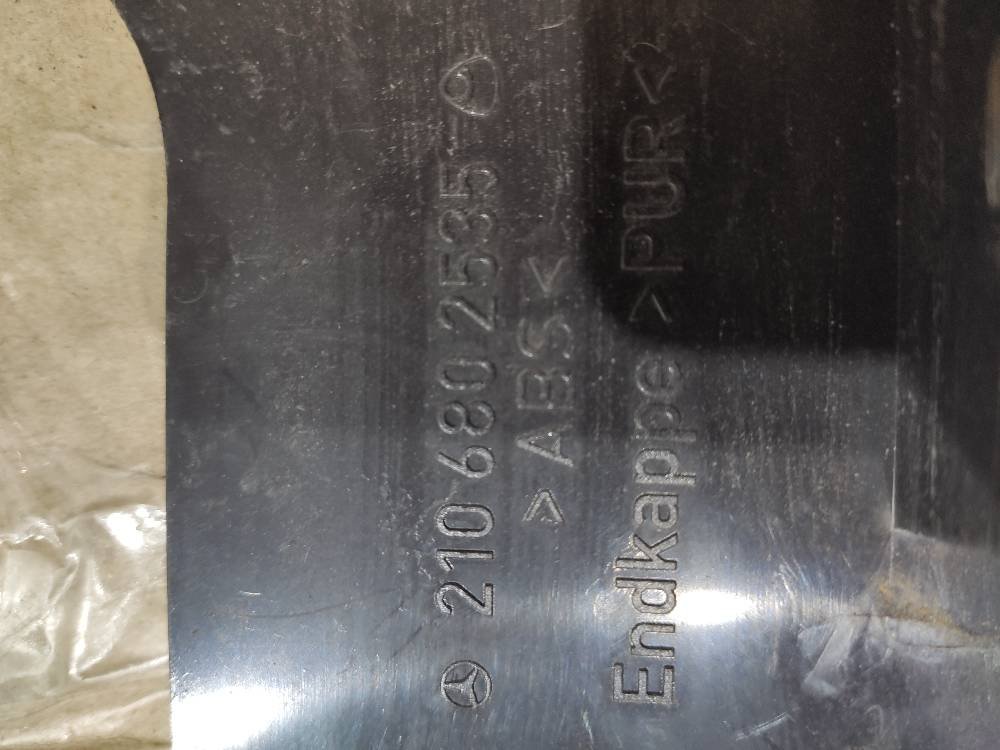 210 680 2535
>ABS<
Endkappe >PUR<